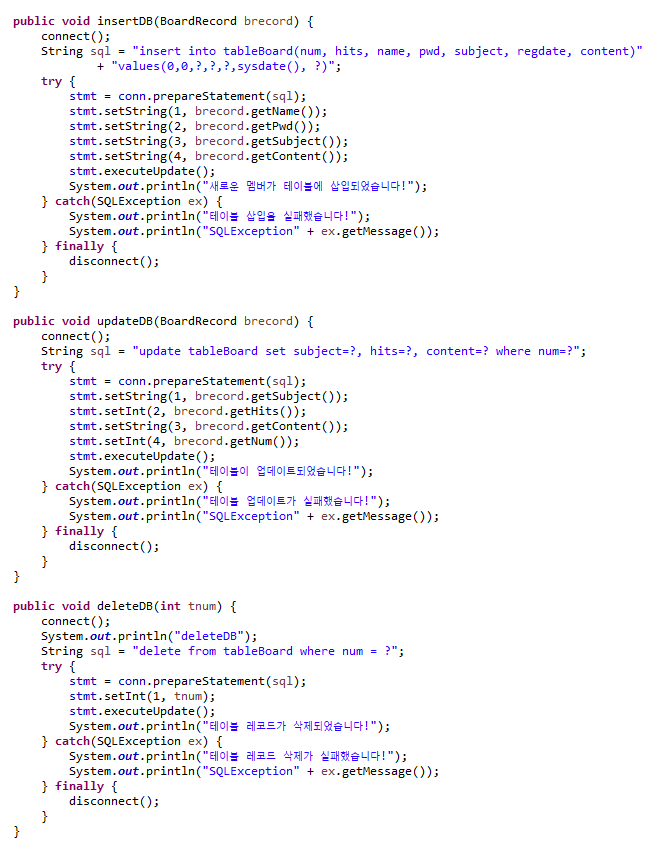 public void insertDB(BoardRecord brecord) {
connect();
String sql = "insert into tableBoard(num, hits, name, pwd, subject, regdate, content)"
+ "values(0,0,?,?,?,sysdate(), ?)";
try {
stmt = conn.prepareStatement(sql);
stmt.setString(1, brecord.getName());
stmt.setString(2, brecord.getPwd());
stmt.setString(3, brecord.getSubject());
stmt.setString(4, brecord.getContent());
stmt.executeUpdate();
System.out.println("새로운 멤버가 테이블에 삽입되었습니다!");
} catch(SQLException ex) {
System.out.println("테이블 삽입을 실패했습니다!");
System.out.println("SQLException" + ex.getMessage());
} finally {
disconnect();
}
}
public void updateDB(BoardRecord brecord) {
connect();
String sql = "update tableBoard set subject=?, hits=?, content=? where num=?";
try {
stmt = conn.prepareStatement(sql);
stmt.setString(1, brecord.getSubject());
stmt.setInt(2, brecord.getHits());
stmt.setString(3, brecord.getContent());
stmt.setInt(4, brecord.getNum());
stmt.executeUpdate();
System.out.println("테이블이 업데이트되었습니다!");
} catch(SQLException ex) {
System.out.println("테이블 업데이트가 실패했습니다!");
System.out.println("SQLException" + ex.getMessage());
} finally {
disconnect();
}
}
public void deleteDB(int tnum) {
connect();
System.out.println("deleteDB");
String sql = "delete from tableBoard where num = ?";
try {
stmt = conn.prepareStatement(sql);
stmt.setInt(1, tnum);
stmt.executeUpdate();
System.out.println("테이블 레코드가 삭제되었습니다!");
} catch(SQLException ex) {
System.out.println("테이블 레코드 삭제가 실패했습니다!");
System.out.println("SQLException" + ex.getMessage());
} finally {
disconnect();
}
}